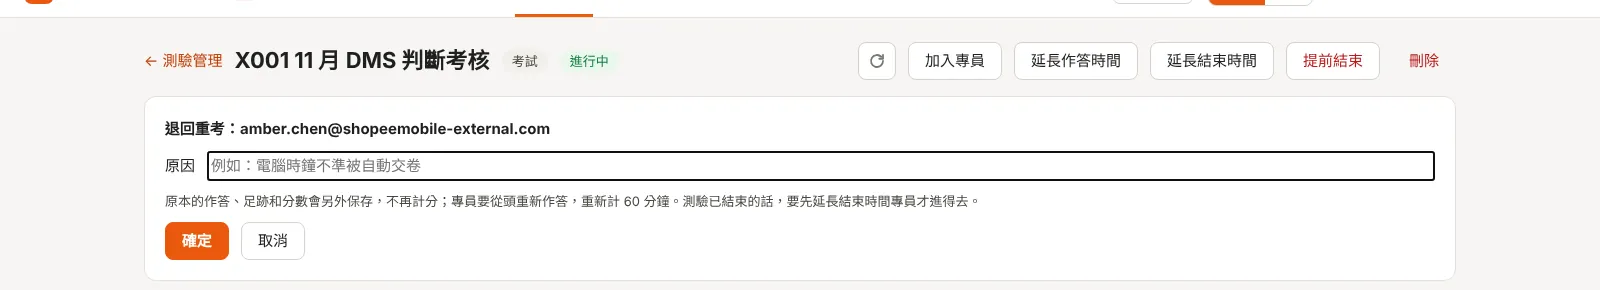 ← 測驗管理 X001 11 月 DMS 判斷考核 考試 進行中 加入專員 延長作答時間 延長結束時間 提前結束 刪除
退回重考：amber.chen@shopeemobile-external.com
原因 例如：電腦時鐘不準被自動交卷
原本的作答、足跡和分數會另外保存，不再計分；專員要從頭重新作答，重新計 60 分鐘。測驗已結束的話，要先延長結束時間專員才進得去。
確定 取消